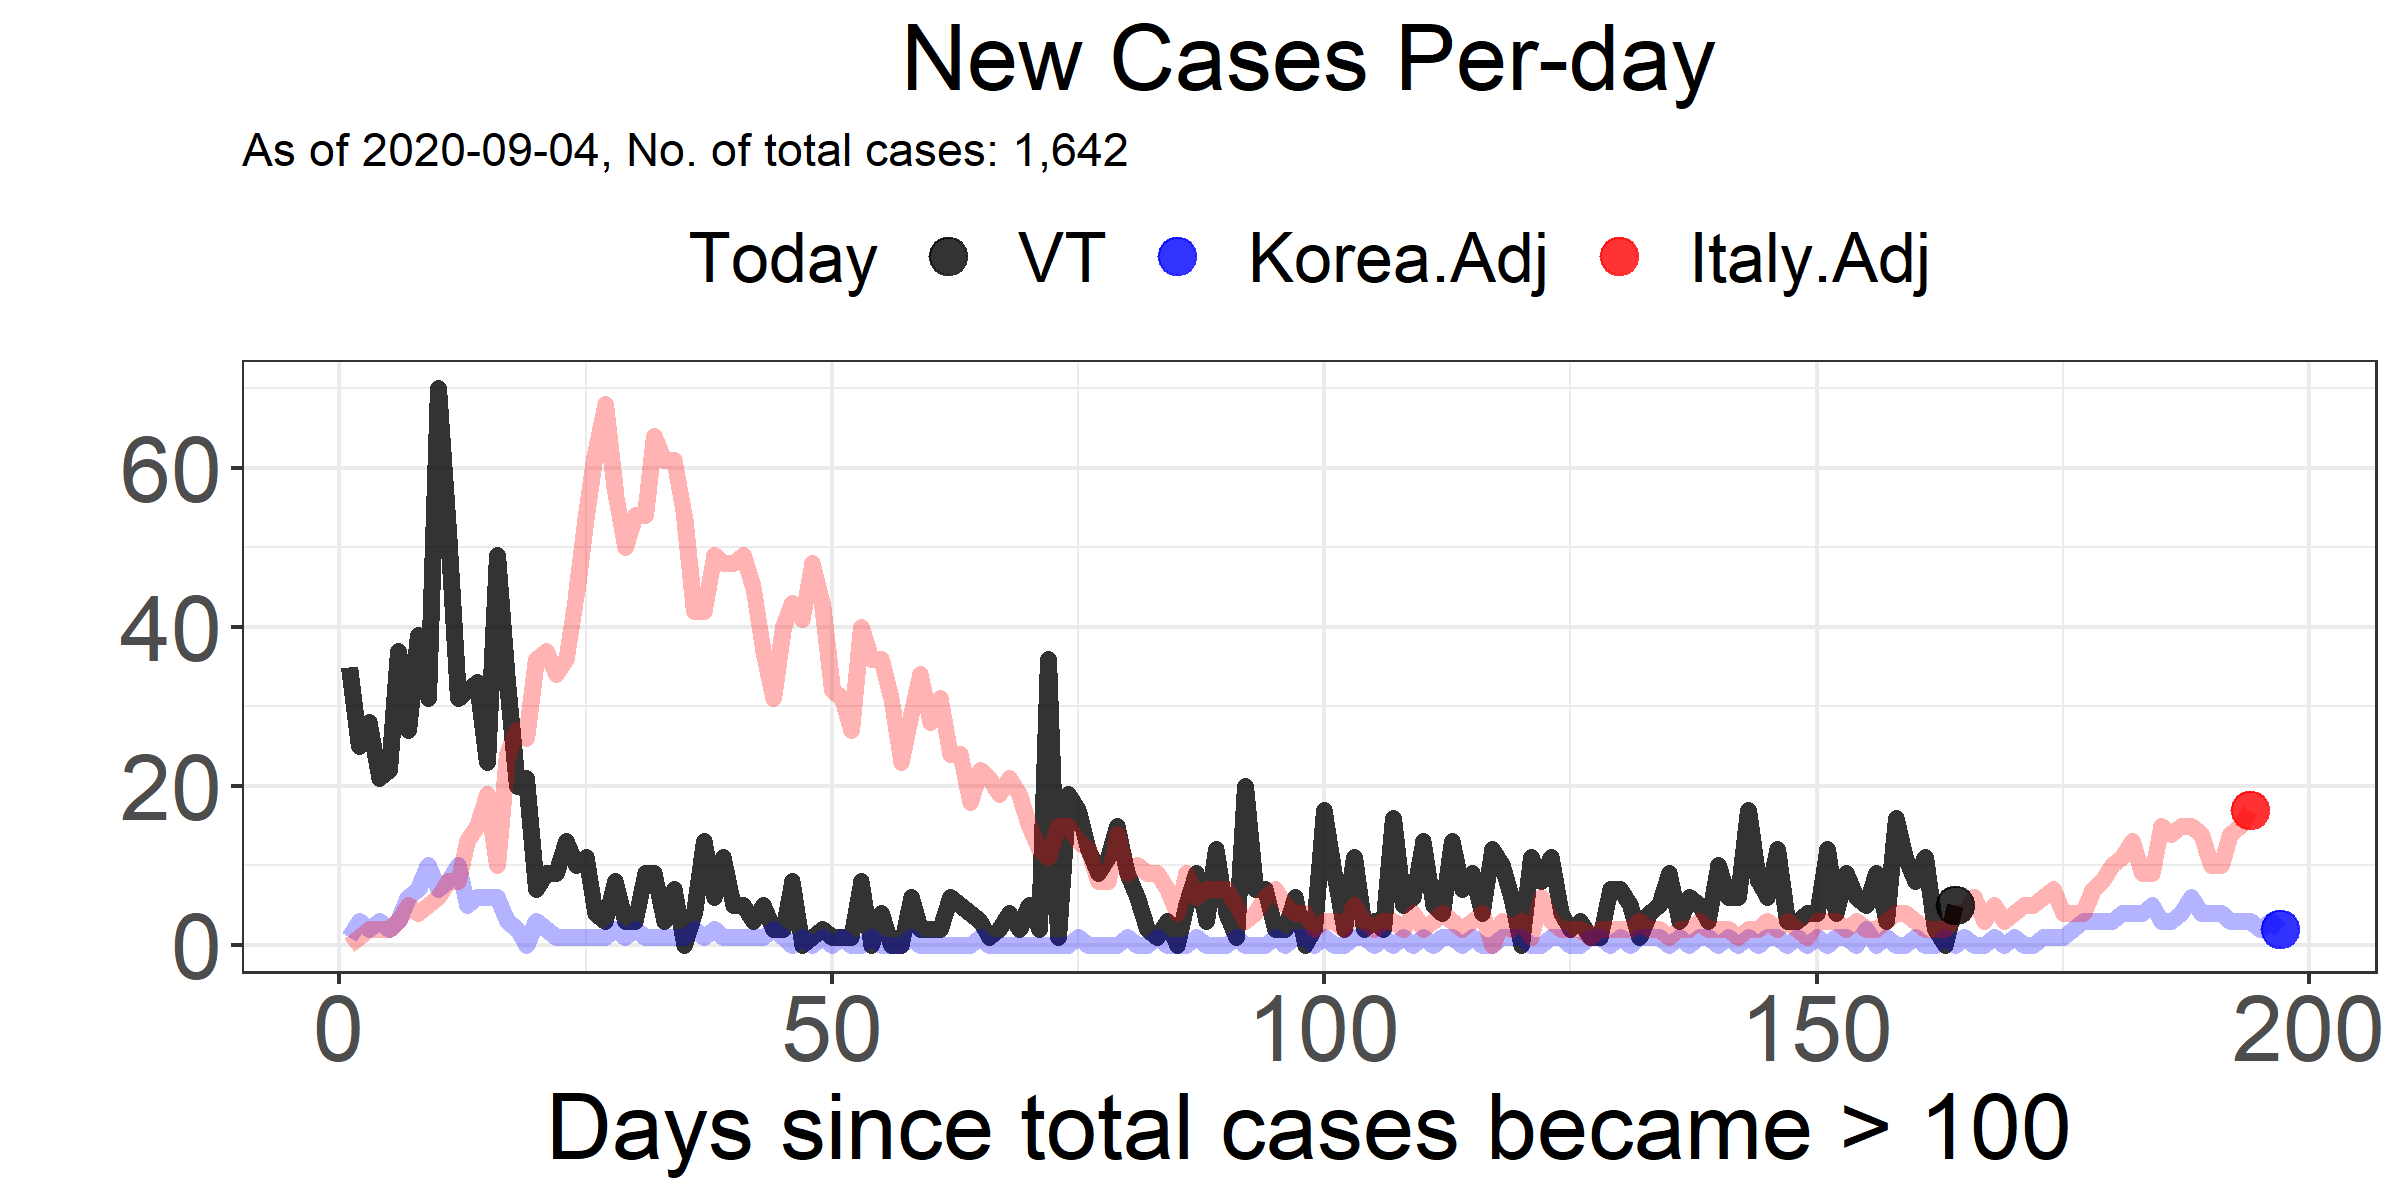 New Cases Per-day
As of 2020-09-04, No. of total cases: 1,642
Today VT Korea.Adj Italy.Adj
60
40
20
0
0 50 100 150 200
Days since total cases became > 100